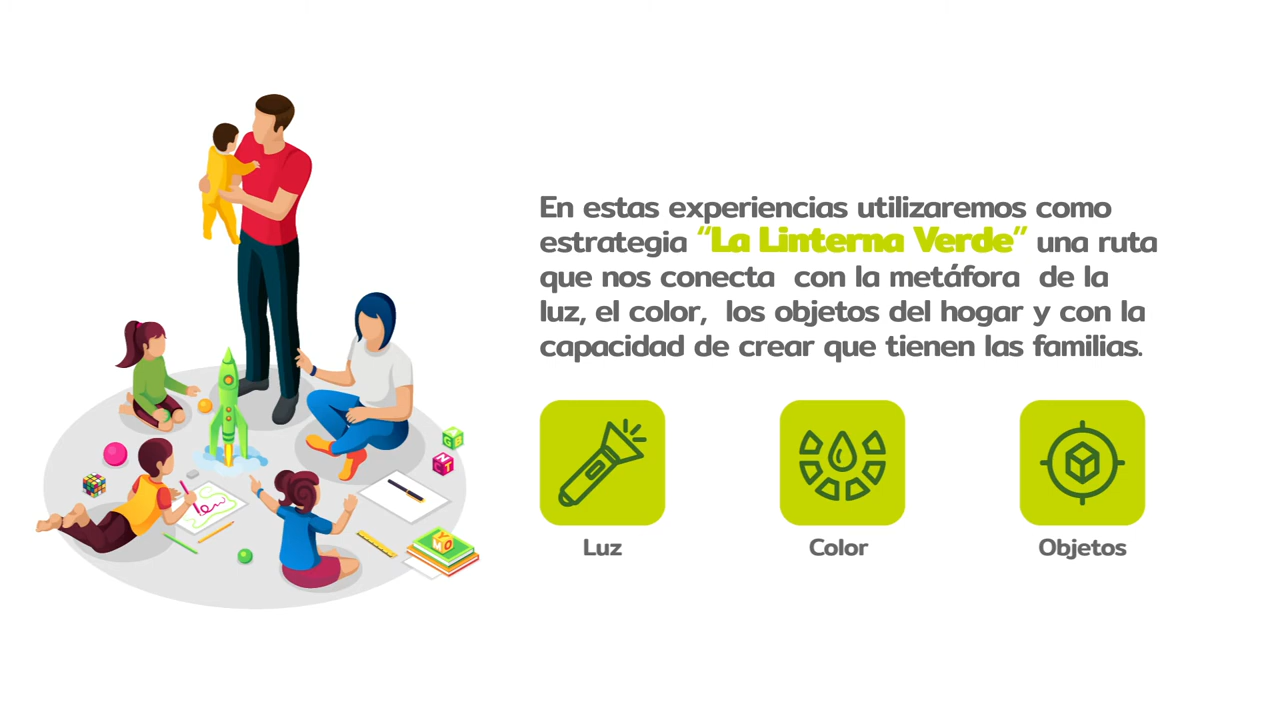 En estas experiencias utilizaremos como
estrategia “La Linterna Verde” una ruta
que nos conecta con la metáfora de la
luz, el color, los objetos del hogar y con la
capacidad de crear que tienen las familias.
Luz
Color
Objetos